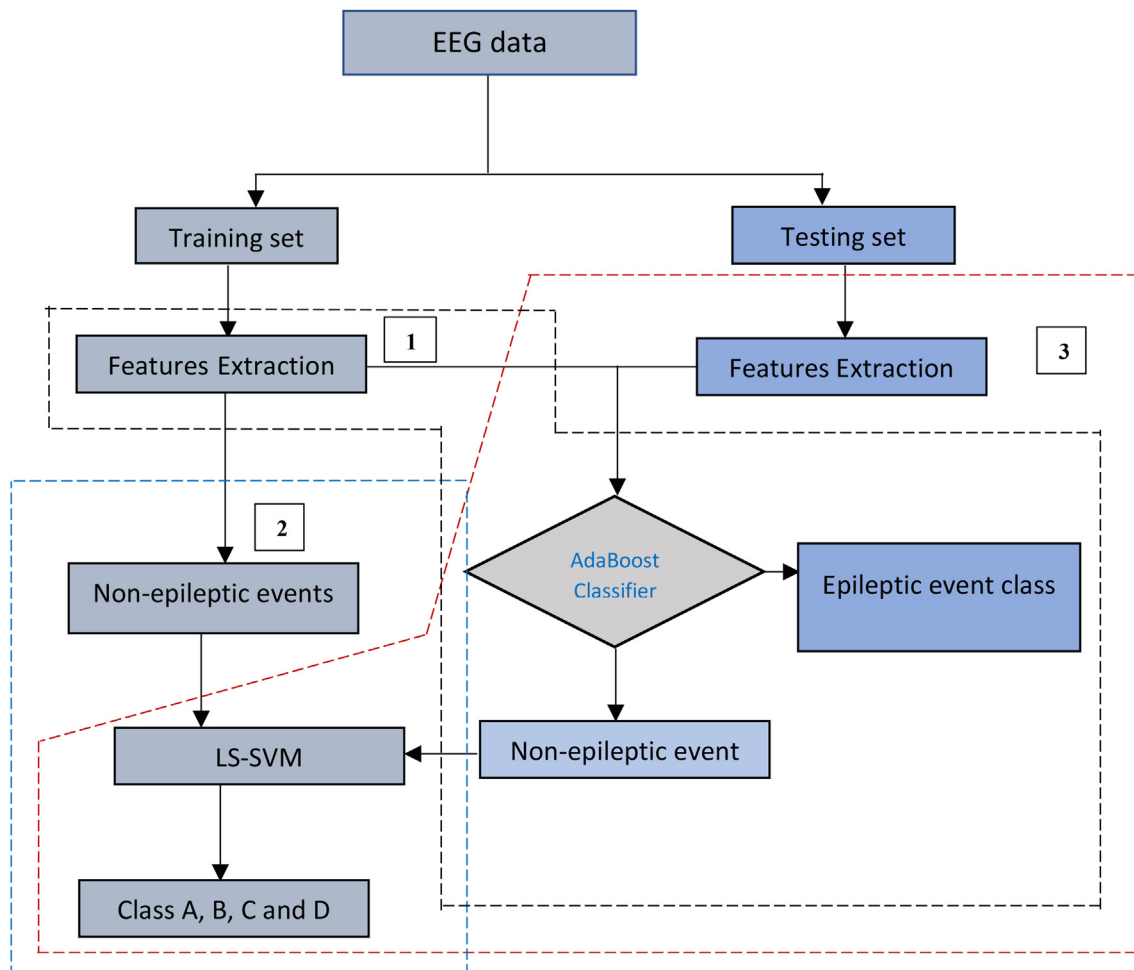 EEG data
Training set
Testing set
1
Features Extraction
Features Extraction
3
2
Non-epileptic events
AdaBoost
Classifier
Epileptic event class
LS-SVM
Non-epileptic event
Class A, B, C and D